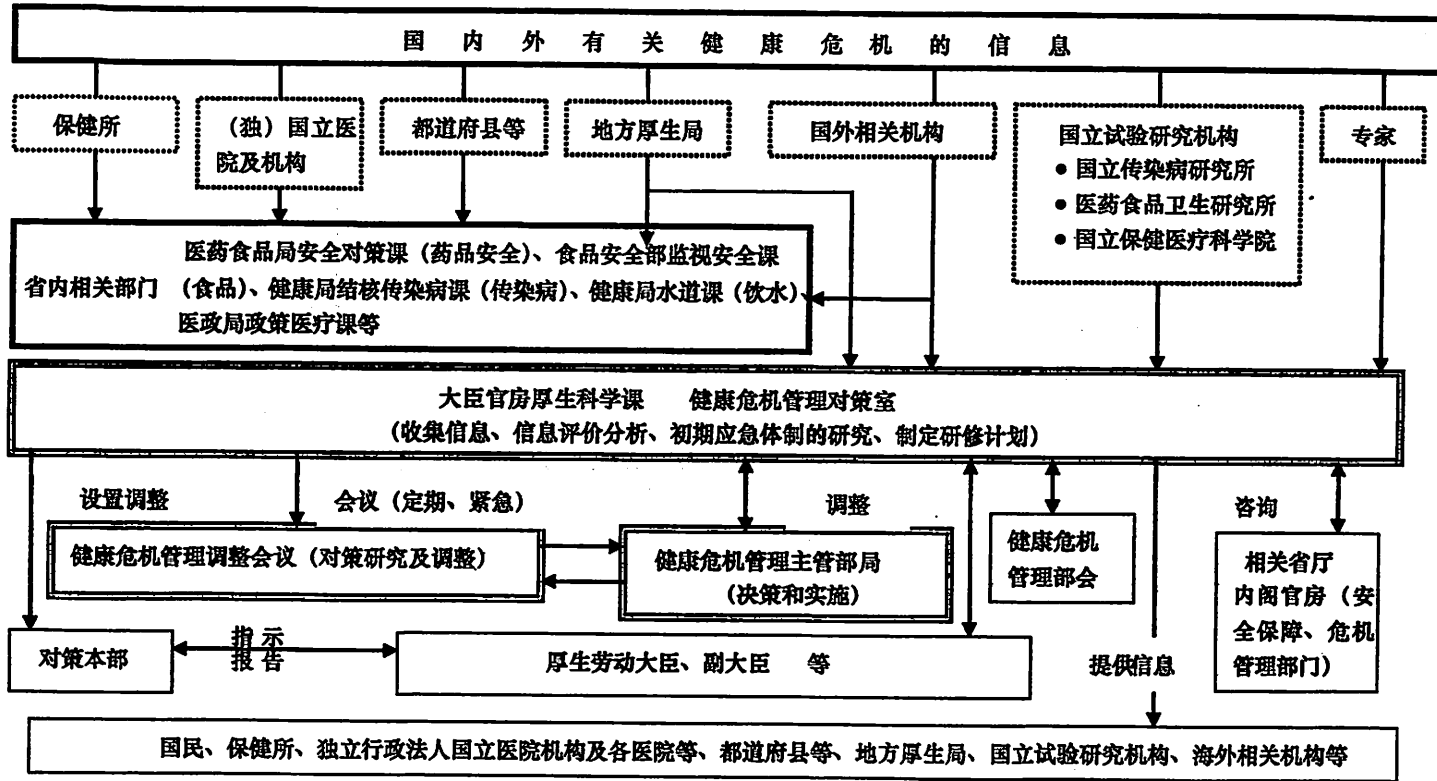 国内外有关健康危机的信息
保健所
（独）国立医
院及机构
都道府县等
地方厚生局
国外相关机构
国立试验研究机构
● 国立传染病研究所
● 医药食品卫生研究所
● 国立保健医疗科学院
专家
省内相关部门
医药食品局安全对策课（药品安全）、食品安全部监视安全课
（食品）、健康局结核传染病课（传染病）、健康局水道课（饮水）、
医政局政策医疗课等
大臣官房厚生科学课 健康危机管理对策室
（收集信息、信息评价分析、初期应急体制的研究、制定研修计划）
设置调整
会议（定期、紧急）
调整
咨询
健康危机管理调整会议（对策研究及调整）
健康危机管理主管部局
（决策和实施）
健康危机
管理部会
相关省厅
内阁官房（安
全保障、危机
管理部门）
对策本部
指示
报告
厚生劳动大臣、副大臣 等
提供信息
国民、保健所、独立行政法人国立医院机构及各医院等、都道府县等、地方厚生局、国立试验研究机构、海外相关机构等